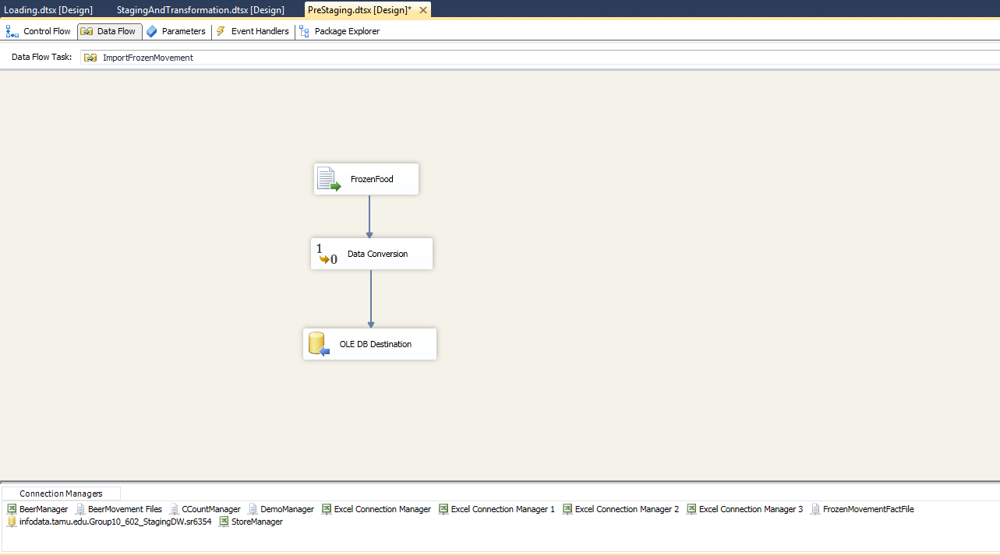 Loading.dtsx [Design] StagingAndTransformation.dtsx [Design] PreStaging.dtsx [Design]*
Control Flow Data Flow Parameters Event Handlers Package Explorer
Data Flow Task: ImportFrozenMovement
FrozenFood
1
0 Data Conversion
OLE DB Destination
Connection Managers
BeerManager BeerMovement Files CCountManager DemoManager Excel Connection Manager Excel Connection Manager 1 Excel Connection Manager 2 Excel Connection Manager 3 FrozenMovementFactFile
infodata.tamu.edu.Group10_602_StagingDW.sr6354 StoreManager